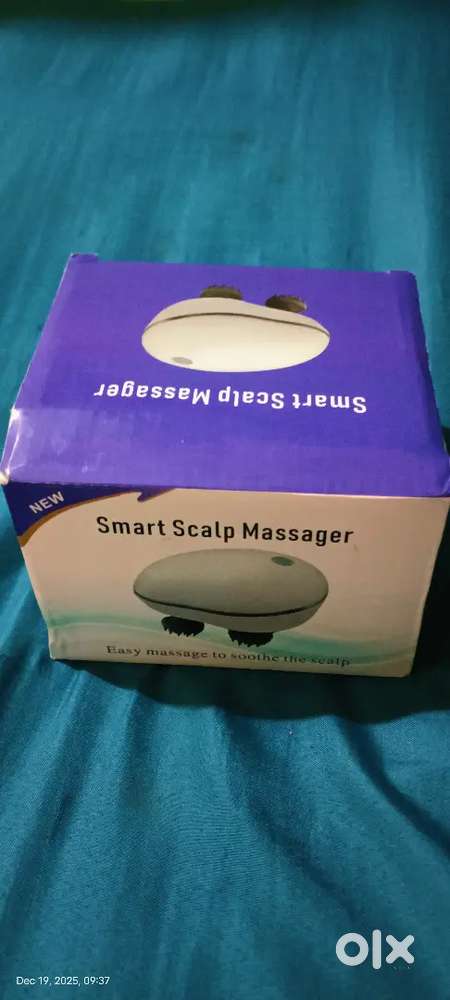 Smart Scalp Massager
NEW
Smart Scalp Massager
Easy massage to soothe the scalp
olx
Dec 19, 2025, 09:37